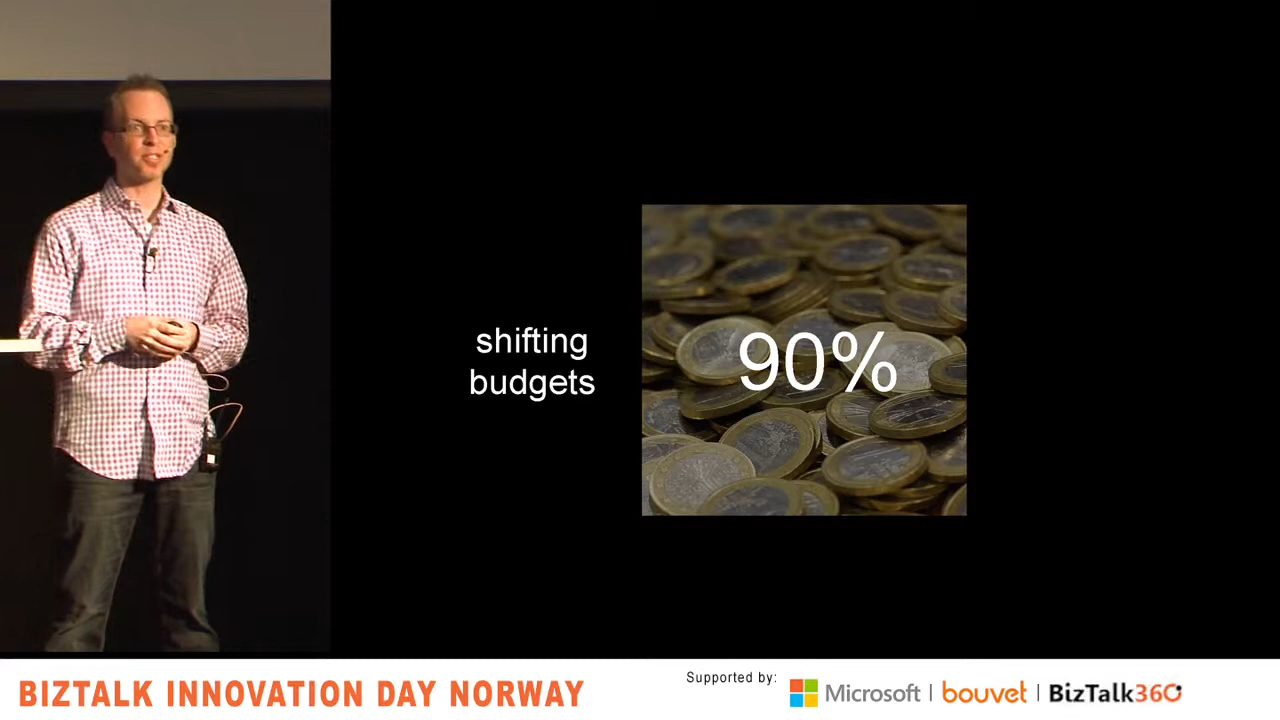 shifting
budgets
90%
BIZTALK INNOVATION DAY NORWAY
Supported by:
Microsoft | bouvet | BizTalk360